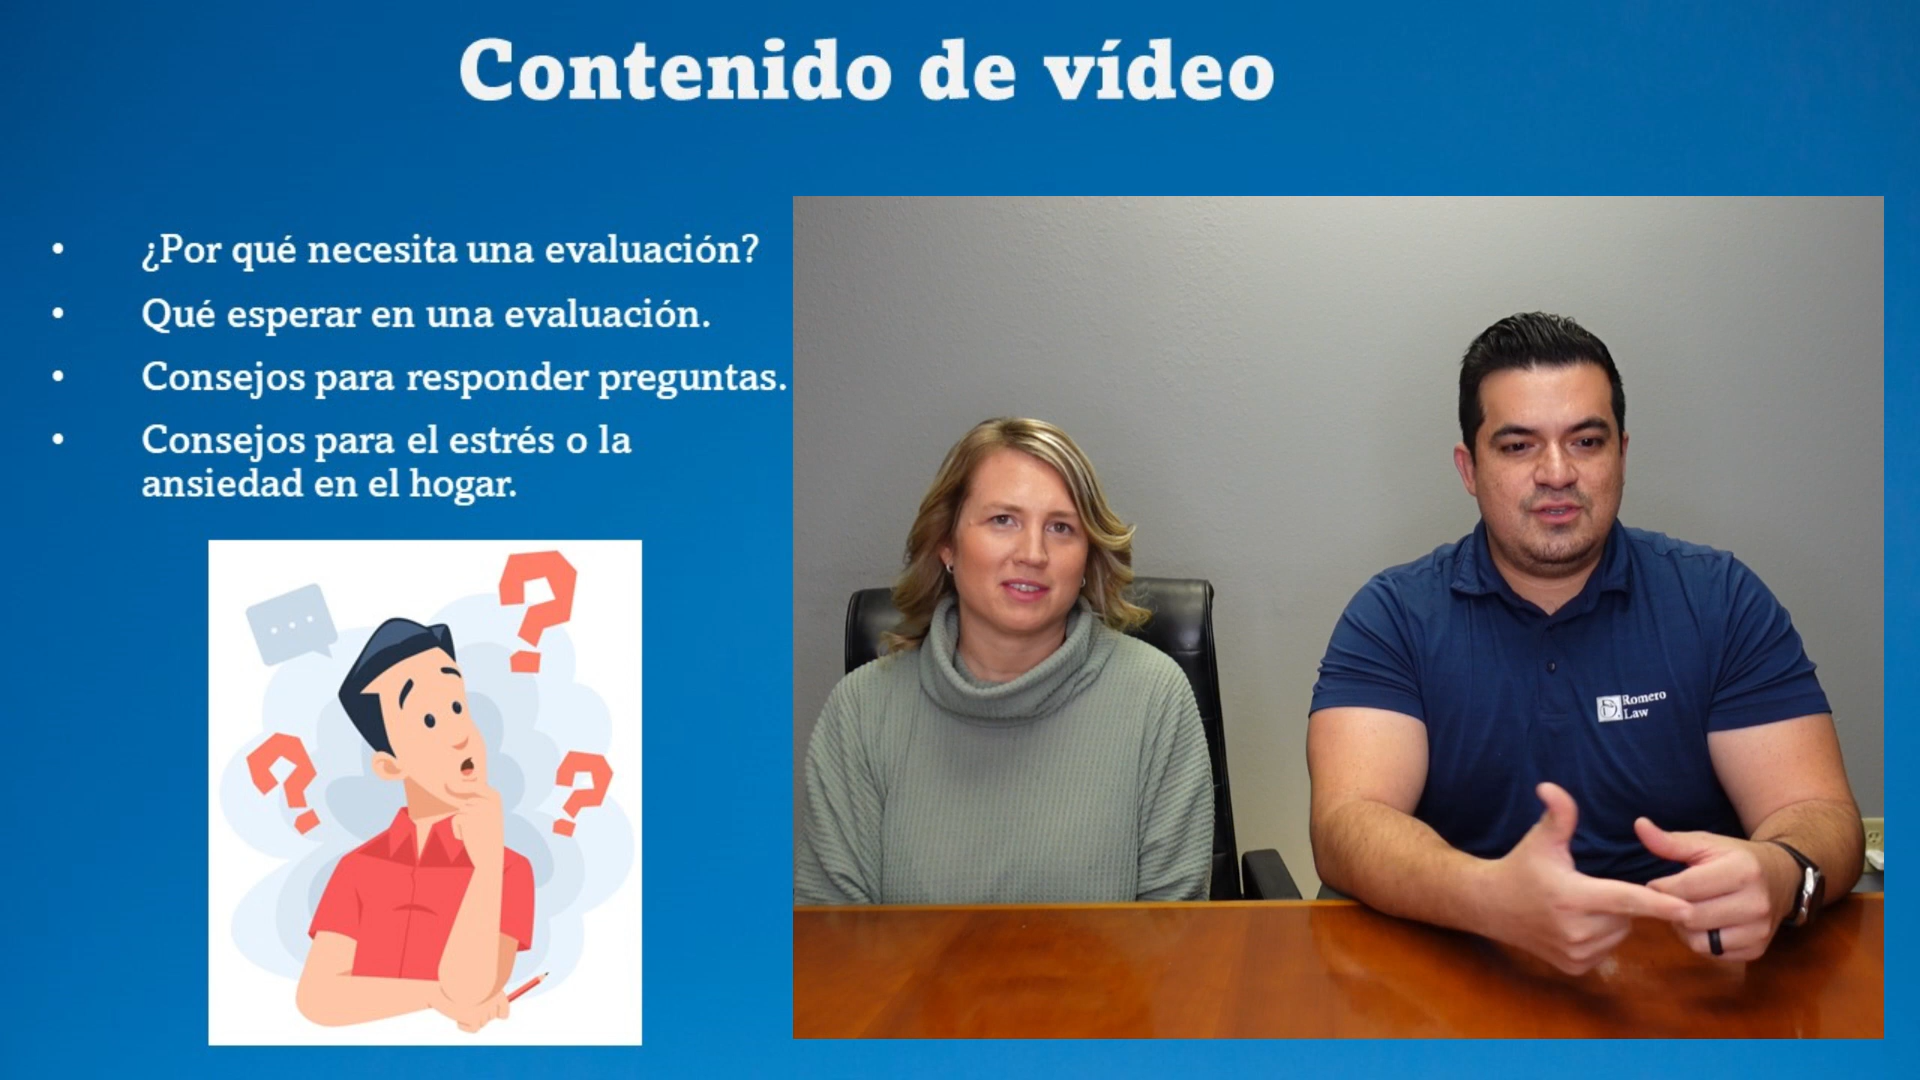 Contenido de vídeo
• ¿Por qué necesita una evaluación?
• Qué esperar en una evaluación.
• Consejos para responder preguntas.
• Consejos para el estrés o la
ansiedad en el hogar.
Romero
Law